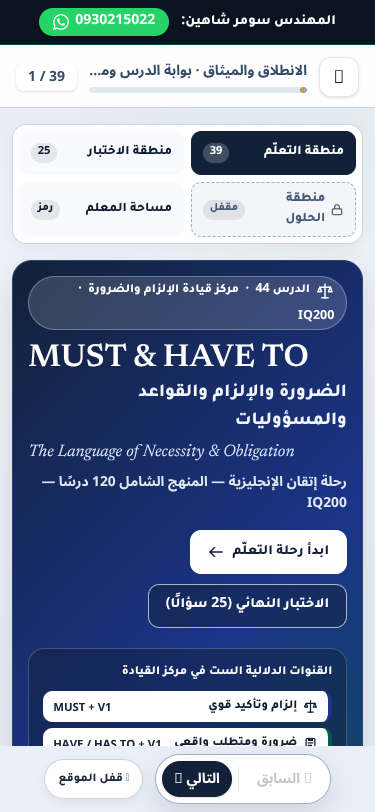 المهندس سومر شاهين:
0930215022
الانطلاق والميثاق · بوابة الدرس وم...
1 / 39
منطقة التعلّم 39
منطقة الاختبار 25
منطقة الحلول مقفل
مساحة المعلم رمز
الدرس 44 · مركز قيادة الإلزام والضرورة ·
IQ200
MUST & HAVE TO
الضرورة والإلزام والقواعد
والمسؤوليات
The Language of Necessity & Obligation
رحلة إتقان الإنجليزية — المنهج الشامل 120 درسًا —
IQ200
ابدأ رحلة التعلّم ←
الاختبار النهائي (25 سؤالًا)
القنوات الدلالية الست في مركز القيادة
إلزام وتأكيد قوي MUST + V1
ضرورة ومتطلب واقعي HAVE / HAS TO + V1
السابق
التالي
قفل الموقع